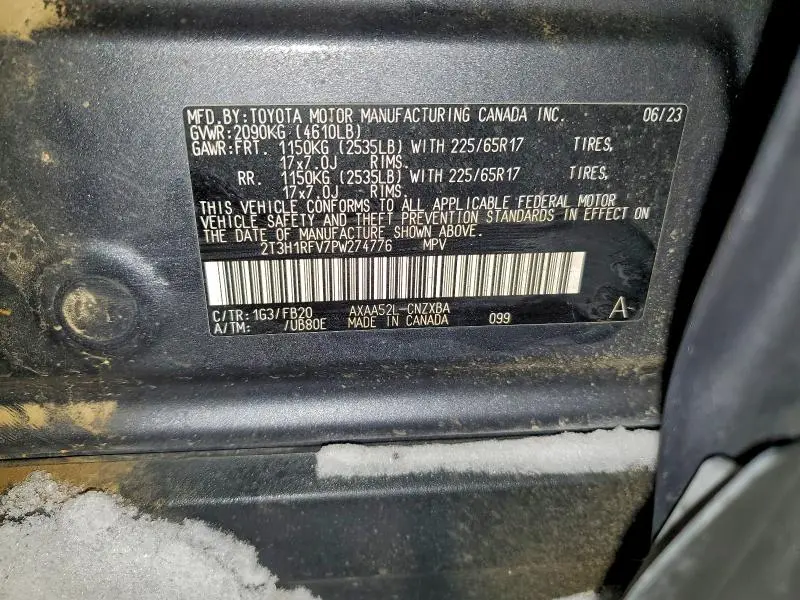 MFD.BY:TOYOTA MOTOR MANUFACTURING CANADA INC. 06/23
GVWR:2090KG (4610LB)
GAWR:FRT. 1150KG (2535LB) WITH 225/65R17 TIRES,
17x7.0J RIMS.
RR. 1150KG (2535LB) WITH 225/65R17 TIRES,
17x7.0J RIMS.
THIS VEHICLE CONFORMS TO ALL APPLICABLE FEDERAL MOTOR
VEHICLE SAFETY AND THEFT PREVENTION STANDARDS IN EFFECT ON
THE DATE OF MANUFACTURE SHOWN ABOVE.
2T3H1RFV7PW274776 MPV
C/TR: 1G3/FB20 AXAA52L-CNZXBA
A/TM: /UB80E MADE IN CANADA 099 A